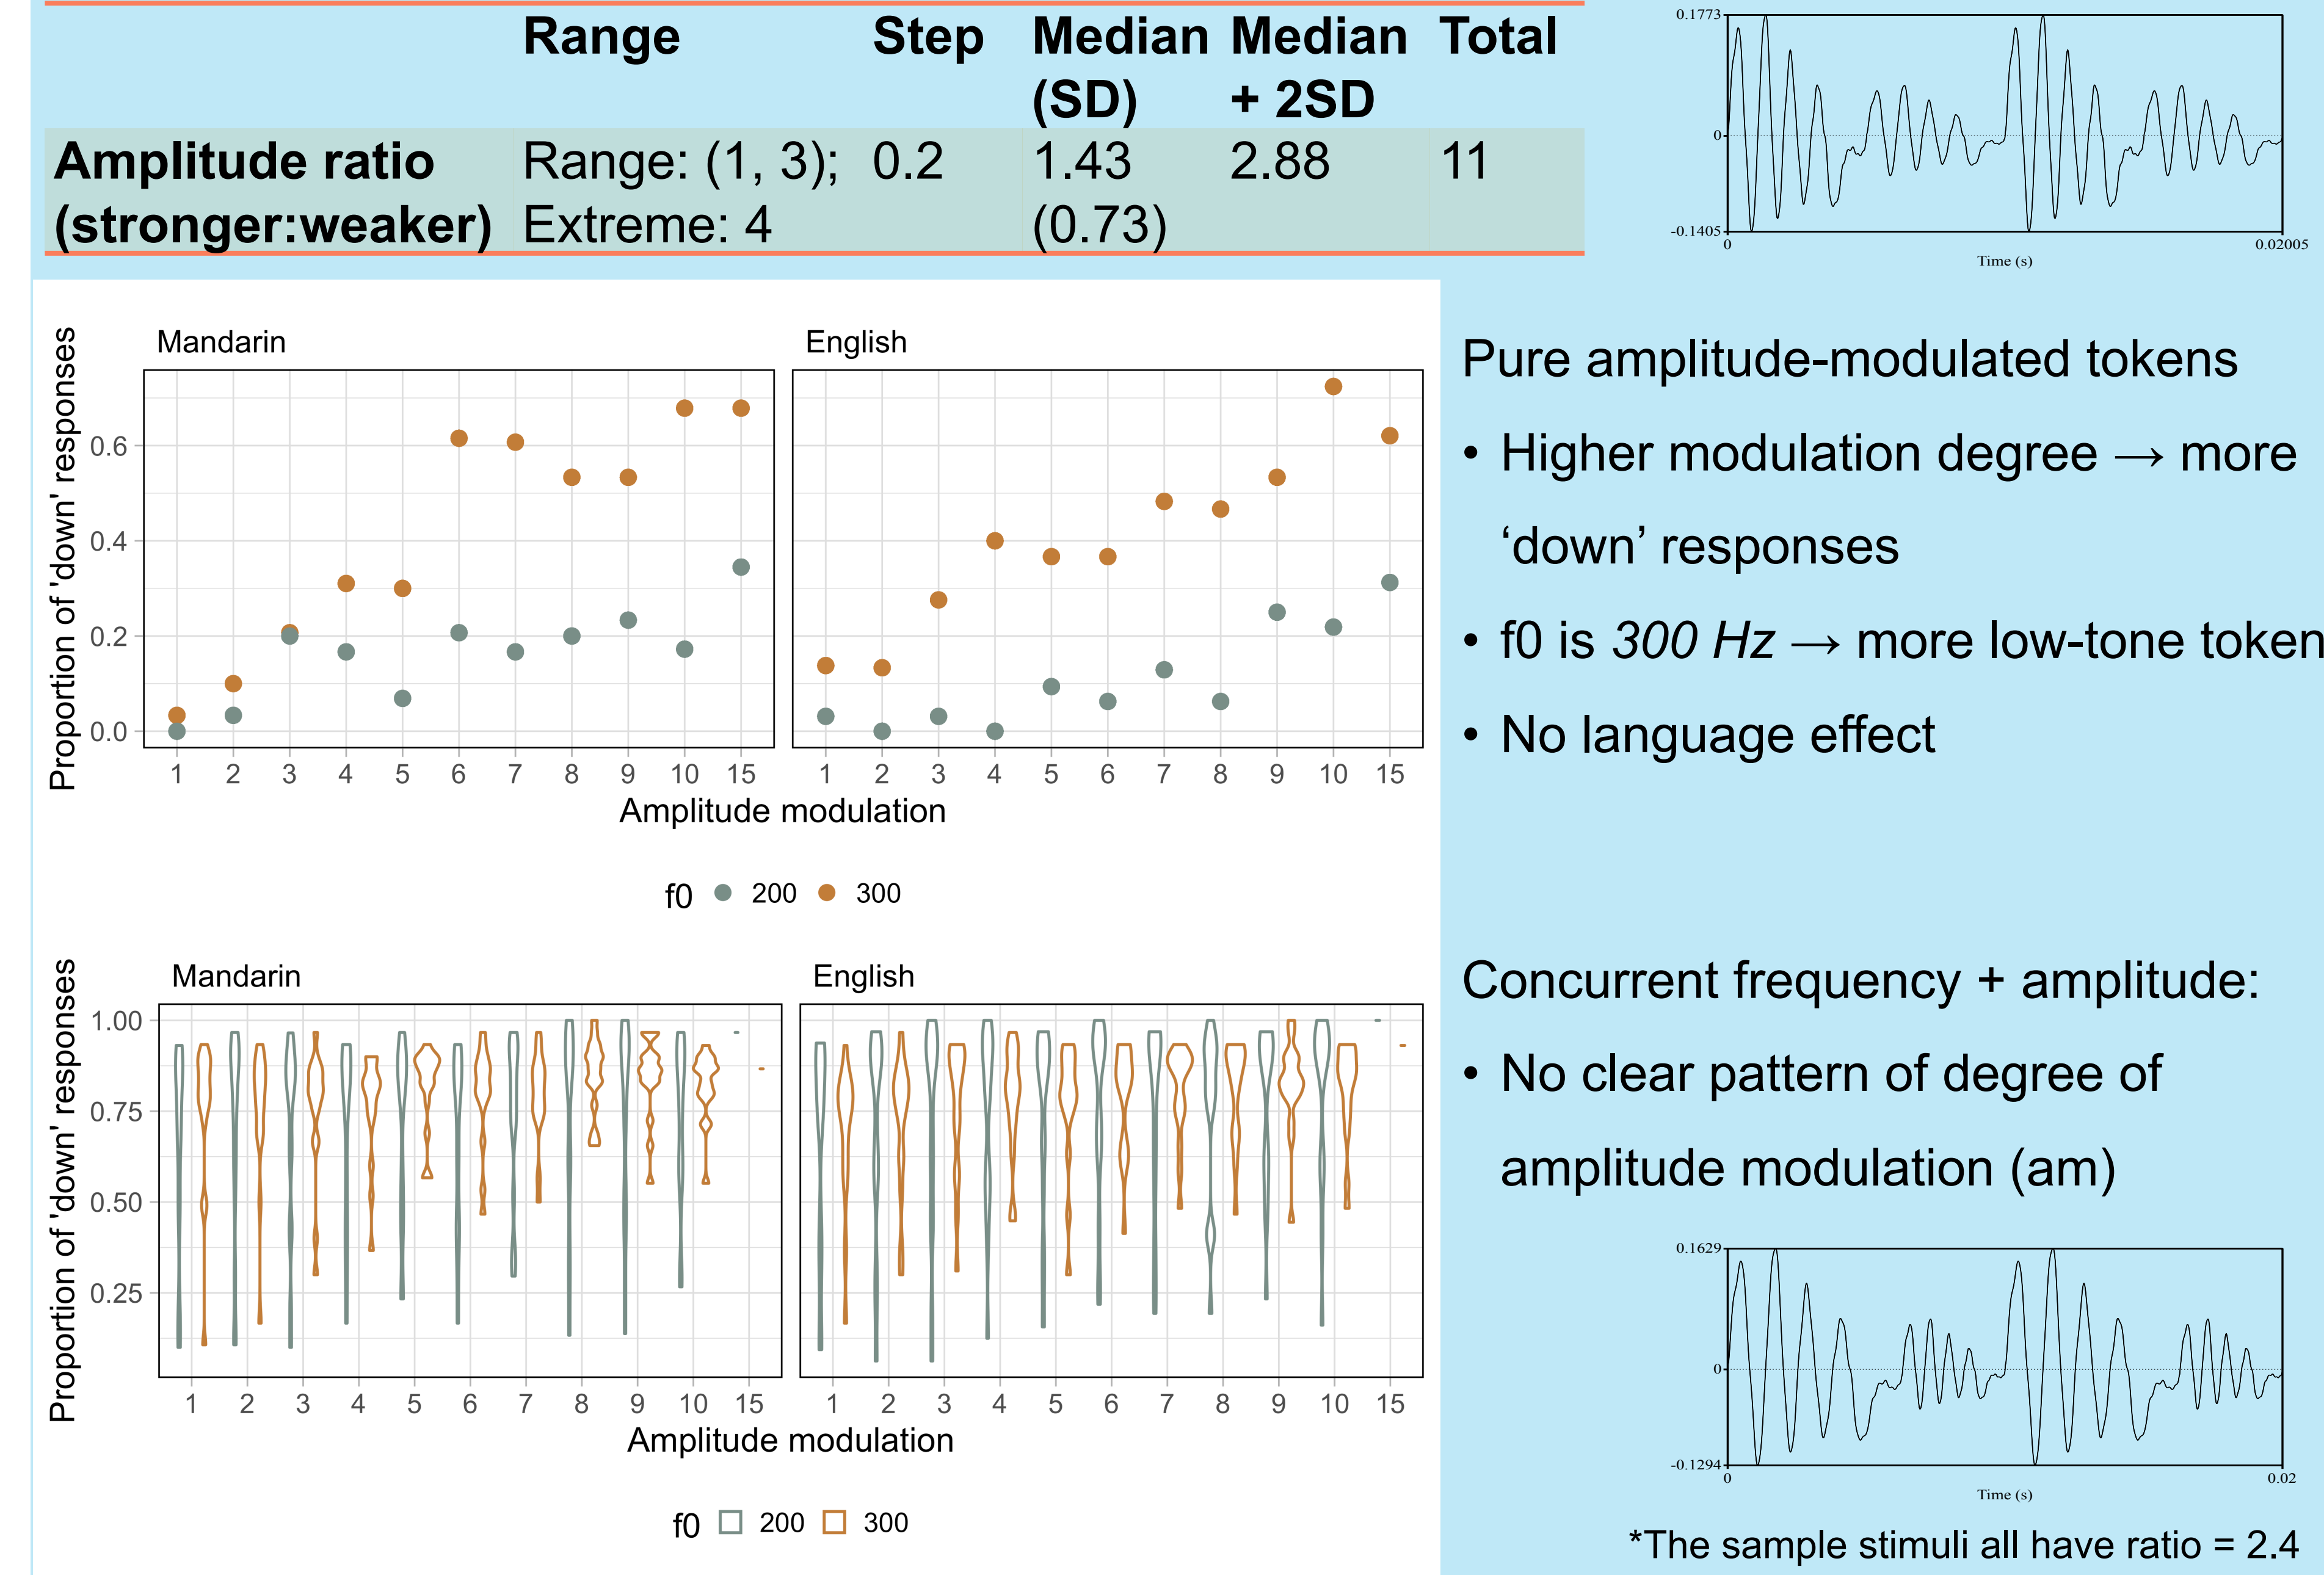 Range Step Median Median Total
(SD) + 2SD
Amplitude ratio Range: (1, 3); 0.2 1.43 2.88 11
(stronger:weaker) Extreme: 4 (0.73)
0.1773
0
-0.1405
0 0.02005
Time (s)
Mandarin English
Proportion of 'down' responses
0.6
0.4
0.2
0.0
1 2 3 4 5 6 7 8 9 10 15 1 2 3 4 5 6 7 8 9 10 15
Amplitude modulation
f0 200 300
Pure amplitude-modulated tokens
• Higher modulation degree → more
‘down’ responses
• f0 is 300 Hz → more low-tone token
• No language effect
Mandarin English
Proportion of 'down' responses
1.00
0.75
0.50
0.25
1 2 3 4 5 6 7 8 9 10 15 1 2 3 4 5 6 7 8 9 10 15
Amplitude modulation
f0 200 300
Concurrent frequency + amplitude:
• No clear pattern of degree of
amplitude modulation (am)
0.1629
0
-0.1294
0 0.02
Time (s)
*The sample stimuli all have ratio = 2.4